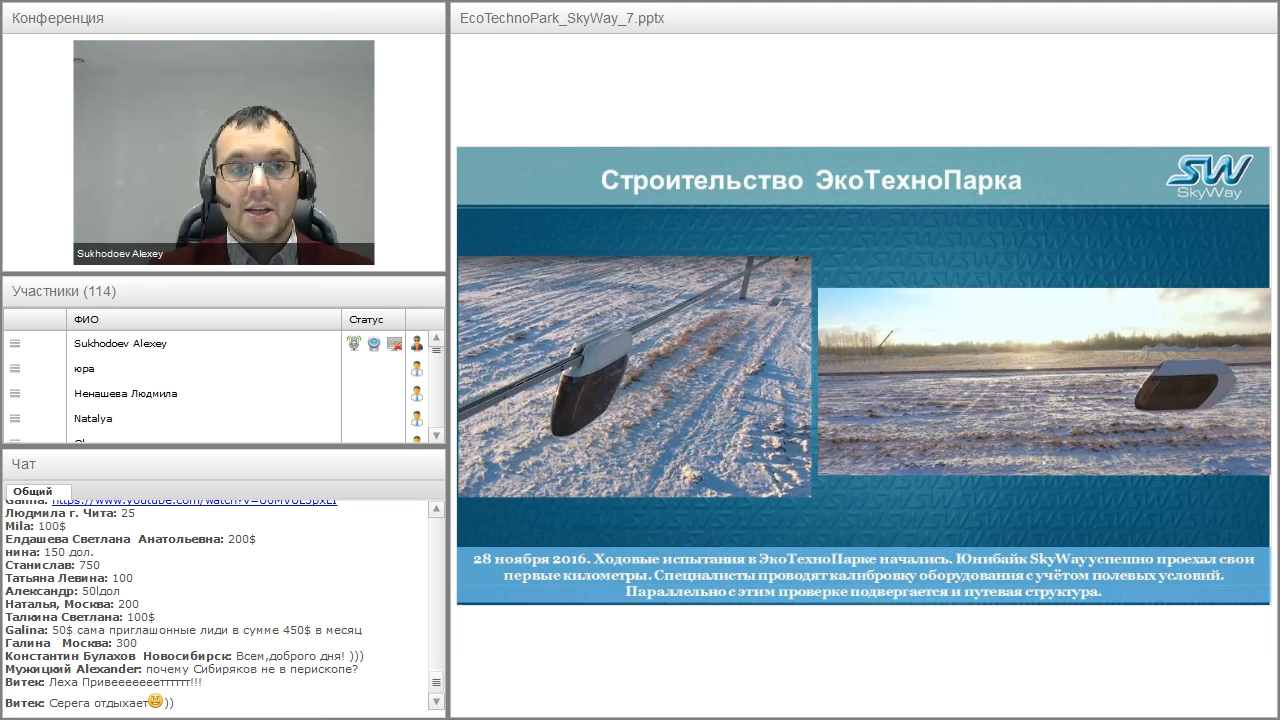 Конференция
Sukhodoev Alexey
Участники (114)
ФИО
Статус
Sukhodoev Alexey
юра
Ненашева Людмила
Natalya
Чат
Общий
Galina:
Людмила г. Чита: 25
Mila: 100$
Елдашева Светлана Анатольевна: 200$
нина: 150 дол.
Станислав: 750
Татьяна Левина: 100
Александр: 50|дол
Наталья, Москва: 200
Талкина Светлана: 100$
Galina: 50$ сама приглашонные лиди в сумме 450$ в месяц
Галина Москва: 300
Константин Булахов Новосибирск: Всем,доброго дня! )))
Мужицкий Alexander: почему Сибиряков не в перископе?
Витек: Леха Привеееееееттттт!!!
Витек: Серега отдыхает ))
EcoTechnoPark_SkyWay_7.pptx
Строительство ЭкоТехноПарка
SW
SkyWay
28 ноября 2016. Ходовые испытания в ЭкоТехноПарке начались. Юнибайк SkyWay успешно проехал свои
первые километры. Специалисты проводят калибровку оборудования с учётом полевых условий.
Параллельно с этим проверке подвергается и путевая структура.